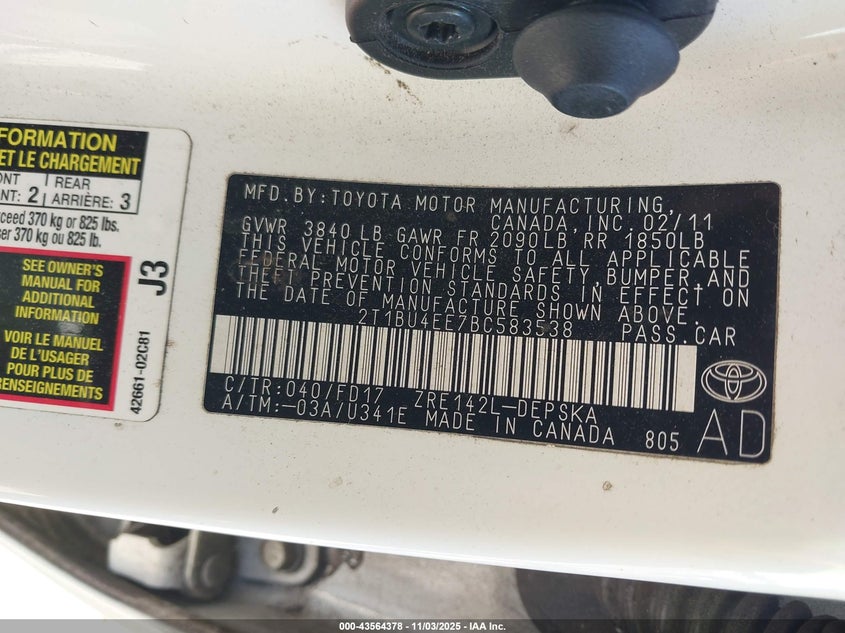 FORMATION
ET LE CHARGEMENT
ONT
NT: 2
REAR
ARRIÈRE: 3
xceed 370 kg or 825 lbs.
ser 370 kg ou 825 lb.
SEE OWNER'S
MANUAL FOR
ADDITIONAL
INFORMATION
VOIR LE MANUEL
DE L'USAGER
POUR PLUS DE
RENSEIGNEMENTS
J3
42661-02C81
MFD.BY:TOYOTA MOTOR MANUFACTURING,
CANADA,INC. 02/11
GVWR 3840 LB GAWR FR 2090LB RR 1850LB
THIS VEHICLE CONFORMS TO ALL APPLICABLE
FEDERAL MOTOR VEHICLE SAFETY,BUMPER,AND
THEFT PREVENTION STANDARDS IN EFFECT ON
THE DATE OF MANUFACTURE SHOWN ABOVE.
2T1BU4EE7BC583538 PASS.CAR
C/TR:040/FD17 ZRE142L-DEPSKA
A/TM:-03A/U341E MADE IN CANADA 805
AD
000-43564378 - 11/03/2025 - IAA Inc.